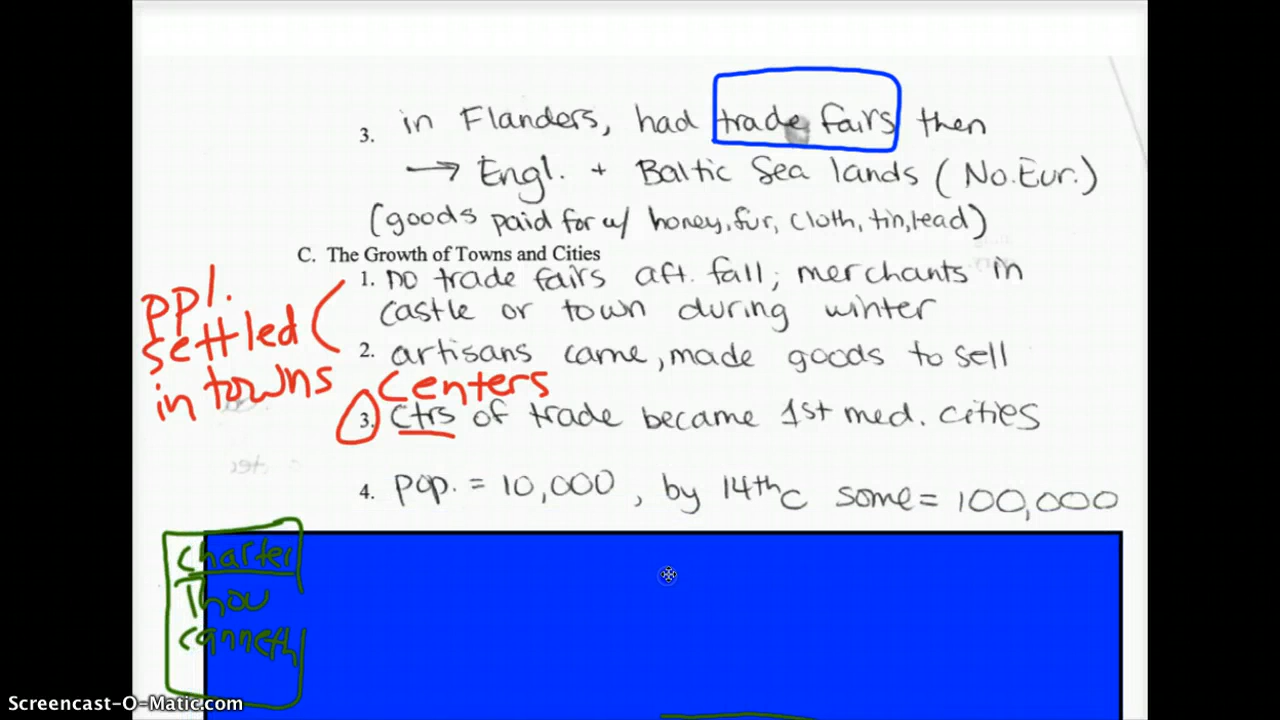 3. in Flanders, had trade fairs then
→ Engl. + Baltic Sea lands (No. Eur.)
(goods paid for w/ honey, fur, cloth, tin, lead)
C. The Growth of Towns and Cities
1. no trade fairs aft. fall; merchants in
castle or town during winter
2. artisans came, made goods to sell
ppl.
settled (
in towns
centers
3. Ctrs of trade became 1st med. cities
4. pop. = 10,000, by 14th c some = 100,000
charter
Thou
canneth
Screencast-O-Matic.com